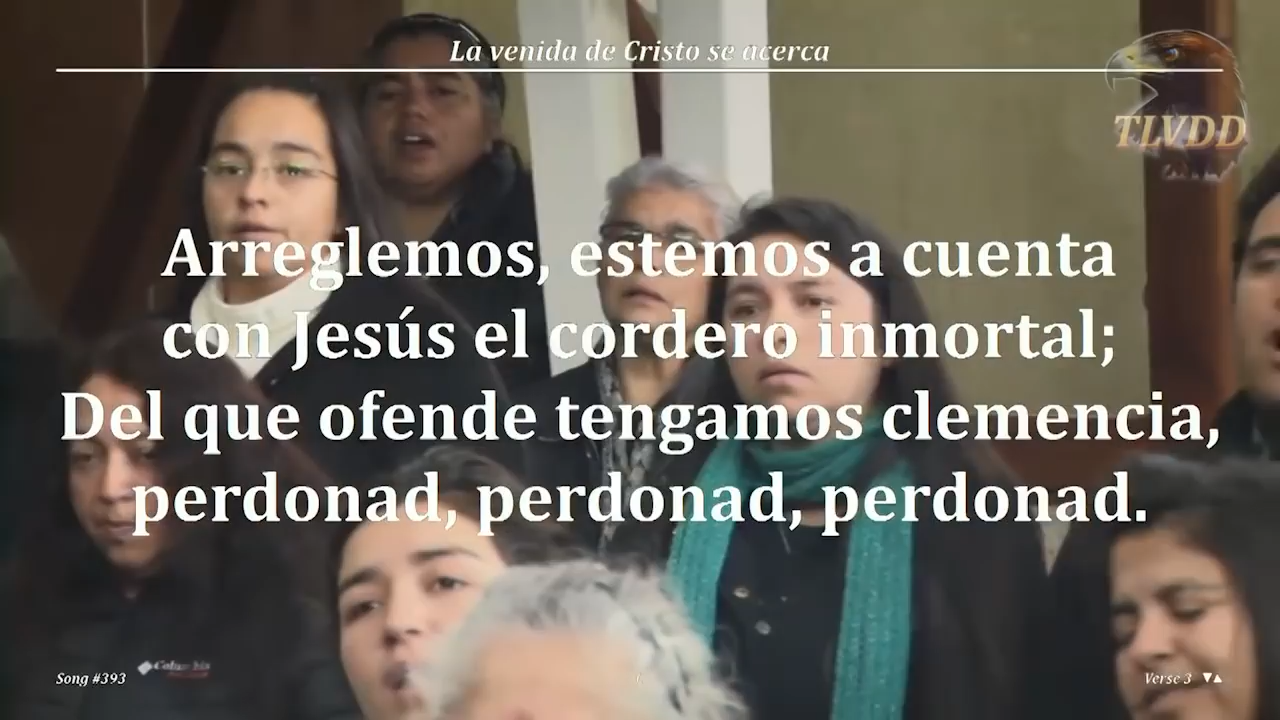 La venida de Cristo se acerca
TLVDD
Arreglemos, estemos a cuenta
con Jesús el cordero inmortal;
Del que ofende tengamos clemencia,
perdonad, perdonad, perdonad.
Columbia
Song #393
Verse 3 ▼▲